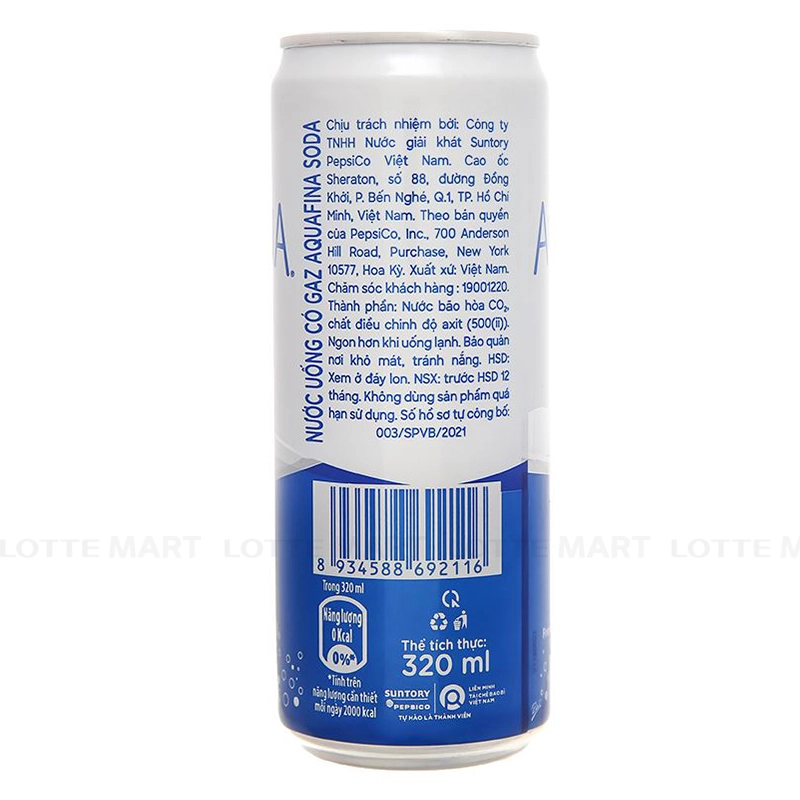 NƯỚC UỐNG CÓ GAZ AQUAFINA SODA
Chịu trách nhiệm bởi: Công ty
TNHH Nước giải khát Suntory
PepsiCo Việt Nam. Cao ốc
Sheraton, số 88, đường Đồng
Khởi, P. Bến Nghé, Q.1, TP. Hồ Chí
Minh, Việt Nam. Theo bản quyền
của PepsiCo, Inc., 700 Anderson
Hill Road, Purchase, New York
10577, Hoa Kỳ. Xuất xứ: Việt Nam.
Chăm sóc khách hàng : 19001220.
Thành phần: Nước bão hòa CO₂,
chất điều chỉnh độ axit (500(ii)).
Ngon hơn khi uống lạnh. Bảo quản
nơi khô mát, tránh nắng. HSD:
Xem ở đáy lon. NSX: trước HSD 12
tháng. Không dùng sản phẩm quá
hạn sử dụng. Số hồ sơ tự công bố:
003/SPVB/2021
A.
A
LOTTE MART LOTTE MART LOTTE MART LOTTE MART
8 934588 692116
Trong 320 ml
Năng lượng
0 Kcal
0%*
*Tính trên
năng lượng cần thiết
mỗi ngày 2000 kcal
Thể tích thực:
320 ml
SUNTORY
PEPSICO
LIÊN MINH
TÁI CHẾ BAO BÌ
VIỆT NAM
TỰ HÀO LÀ THÀNH VIÊN